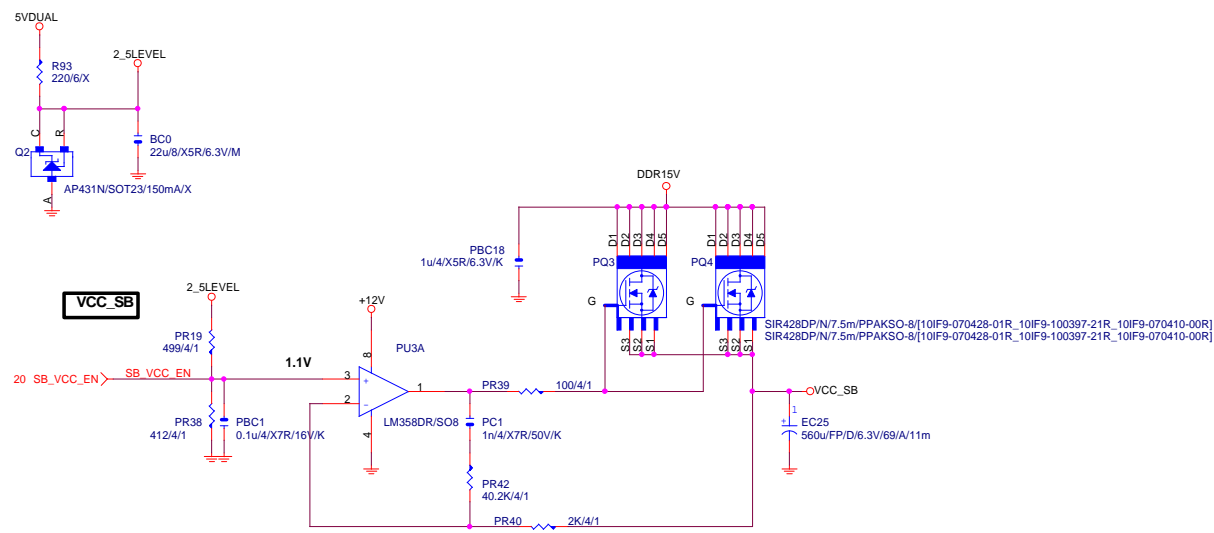 5VDUAL
2_5LEVEL
R93
220/6/X
C
R
BC0
22u/8/X5R/6.3V/M
Q2
AP431N/SOT23/150mA/X
A
DDR15V
D1
D2
D3
D4
D5
D1
D2
D3
D4
D5
PBC18
1u/4/X5R/6.3V/K
PQ3
PQ4
G
G
S3
S2
S1
S3
S2
S1
SIR428DP/N/7.5m/PPAKSO-8/[10IF9-070428-01R_10IF9-100397-21R_10IF9-070410-00R]
SIR428DP/N/7.5m/PPAKSO-8/[10IF9-070428-01R_10IF9-100397-21R_10IF9-070410-00R]
VCC_SB
2_5LEVEL
+12V
PR19
499/4/1
1.1V
8
PU3A
20 SB_VCC_EN
SB_VCC_EN
3
+
1
2
-
4
LM358DR/SO8
PR39
100/4/1
PR38
412/4/1
PBC1
0.1u/4/X7R/16V/K
PC1
1n/4/X7R/50V/K
PR42
40.2K/4/1
PR40
2K/4/1
VCC_SB
1
+
EC25
560u/FP/D/6.3V/69/A/11m